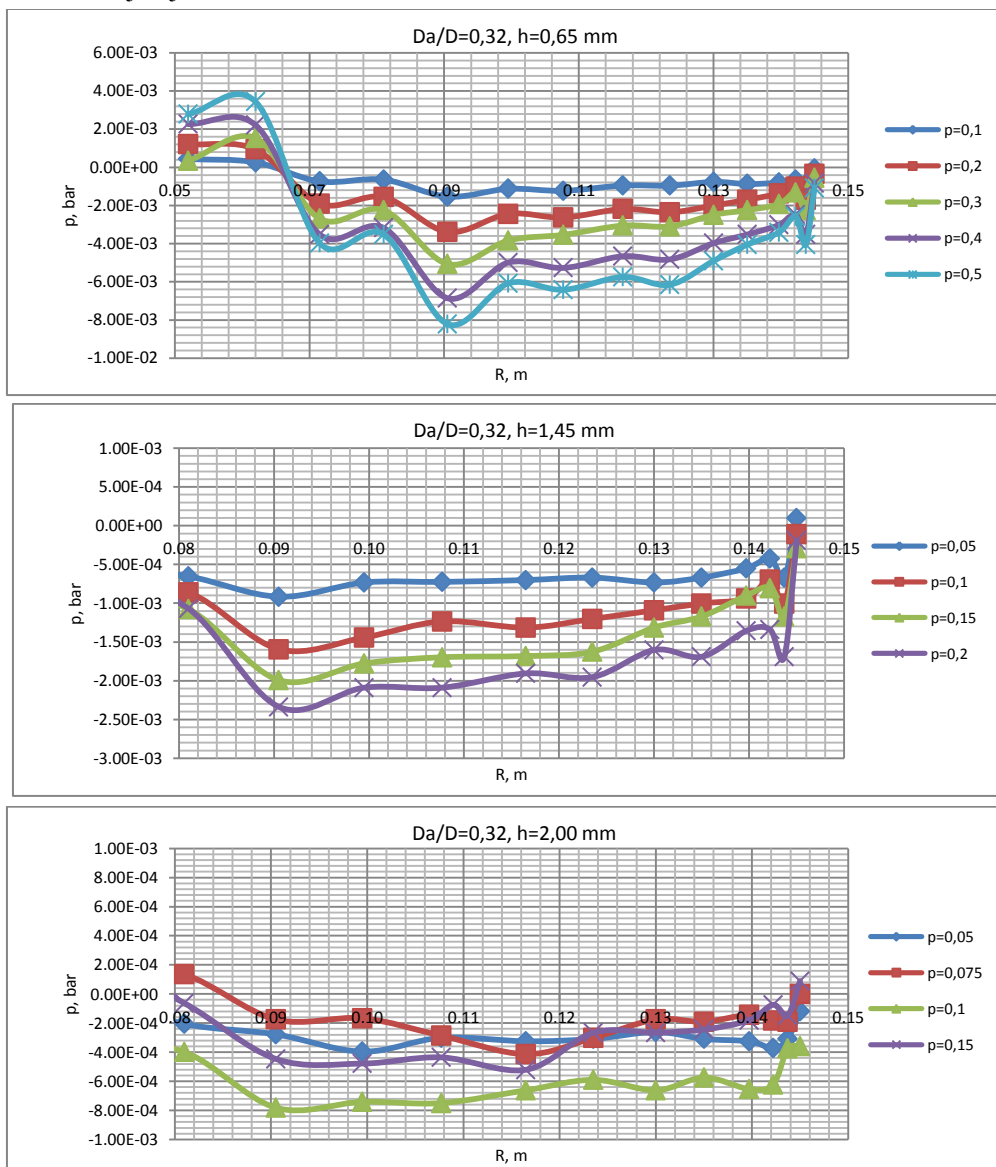 Da/D=0,32, h=0,65 mm
6.00E-03
4.00E-03
2.00E-03
0.00E+00
-2.00E-03
-4.00E-03
-6.00E-03
-8.00E-03
-1.00E-02
0.05 0.07 0.09 0.11 0.13 0.15
p, bar
R, m
p=0,1
p=0,2
p=0,3
p=0,4
p=0,5
Da/D=0,32, h=1,45 mm
1.00E-03
5.00E-04
0.00E+00
-5.00E-04
-1.00E-03
-1.50E-03
-2.00E-03
-2.50E-03
-3.00E-03
0.08 0.09 0.10 0.11 0.12 0.13 0.14 0.15
p, bar
R, m
p=0,05
p=0,1
p=0,15
p=0,2
Da/D=0,32, h=2,00 mm
1.00E-03
8.00E-04
6.00E-04
4.00E-04
2.00E-04
0.00E+00
-2.00E-04
-4.00E-04
-6.00E-04
-8.00E-04
-1.00E-03
0.08 0.09 0.10 0.11 0.12 0.13 0.14 0.15
p, bar
R, m
p=0,05
p=0,075
p=0,1
p=0,15